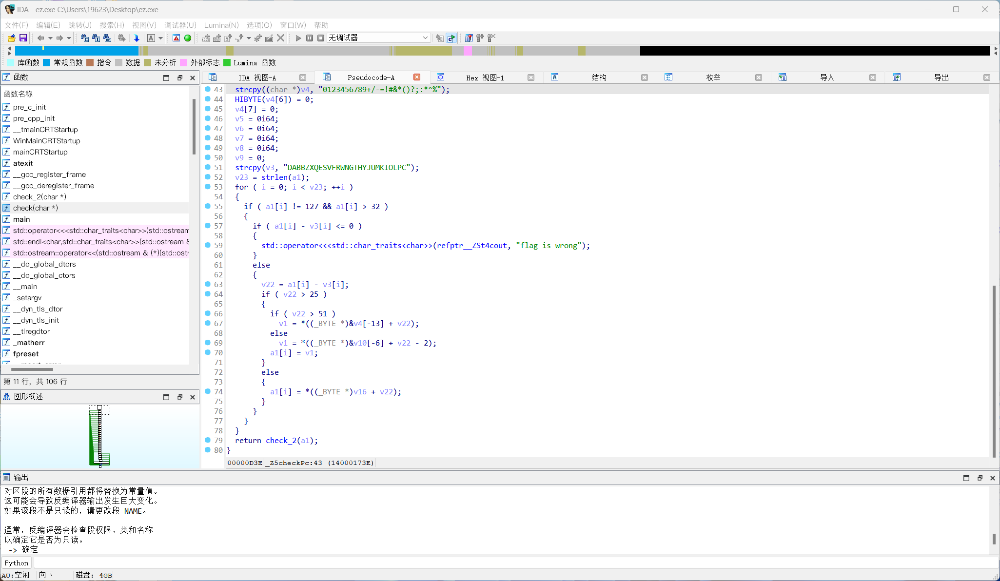 IDA - ez.exe C:\Users\19623\Desktop\ez.exe
文件(F) 编辑(E) 跳转(J) 搜索(H) 视图(V) 调试器(U) Lumina(N) 选项(O) 窗口(W) 帮助
无调试器
库函数 常规函数 指令 数据 未分析 外部标志 Lumina 函数
函数
函数名称
pre_c_init
pre_cpp_init
__tmainCRTStartup
WinMainCRTStartup
mainCRTStartup
atexit
__gcc_register_frame
__gcc_deregister_frame
check_2(char *)
check(char *)
main
std::operator<<<std::char_traits<char>>(std::ostream
std::endl<char,std::char_traits<char>>(std::ostream &
std::ostream::operator<<(std::ostream & (*)(std::ostr
__do_global_dtors
__do_global_ctors
__main
_setargv
__dyn_tls_dtor
__dyn_tls_init
__tlregdtor
_matherr
fpreset
第 11 行，共 106 行
图形概述
IDA 视图-A Pseudocode-A Hex 视图-1 结构 枚举 导入 导出
43 strcpy((char *)v4, "0123456789+/-=!#&*()?;:*^%");
44 HIBYTE(v4[6]) = 0;
45 v4[7] = 0;
46 v5 = 0i64;
47 v6 = 0i64;
48 v7 = 0i64;
49 v8 = 0i64;
50 v9 = 0;
51 strcpy(v3, "DABBZXQESVFRWNGTHYJUMKIOLPC");
52 v23 = strlen(a1);
53 for ( i = 0; i < v23; ++i )
54 {
55 if ( a1[i] != 127 && a1[i] > 32 )
56 {
57 if ( a1[i] - v3[i] <= 0 )
58 {
59 std::operator<<<std::char_traits<char>>(refptr__ZSt4cout, "flag is wrong");
60 }
61 else
62 {
63 v22 = a1[i] - v3[i];
64 if ( v22 > 25 )
65 {
66 if ( v22 > 51 )
67 v1 = *((_BYTE *)&v4[-13] + v22);
68 else
69 v1 = *((_BYTE *)&v10[-6] + v22 - 2);
70 a1[i] = v1;
71 }
72 else
73 {
74 a1[i] = *((_BYTE *)v16 + v22);
75 }
76 }
77 }
78 }
79 return check_2(a1);
80 }
00000D3E _Z5checkPc:43 (14000173E)
输出
对区段的所有数据引用都将替换为常量值。
这可能会导致反编译器输出发生巨大变化。
如果该段不是只读的，请更改段 NAME。
通常，反编译器会检查段权限、类和名称
以确定它是否为只读。
-> 确定
Python
AU:空闲 向下 磁盘: 4GB